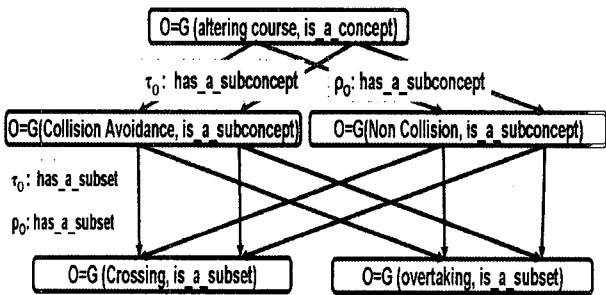 O=G (altering course, is_a_concept)
τ₀: has_a_subconcept
ρ₀: has_a_subconcept
O=G(Collision Avoidance, is_a_subconcept)
O=G(Non Collision, is_a_subconcept)
τ₀: has_a_subset
ρ₀: has_a_subset
O=G (Crossing, is_a_subset)
O=G (overtaking, is_a_subset)